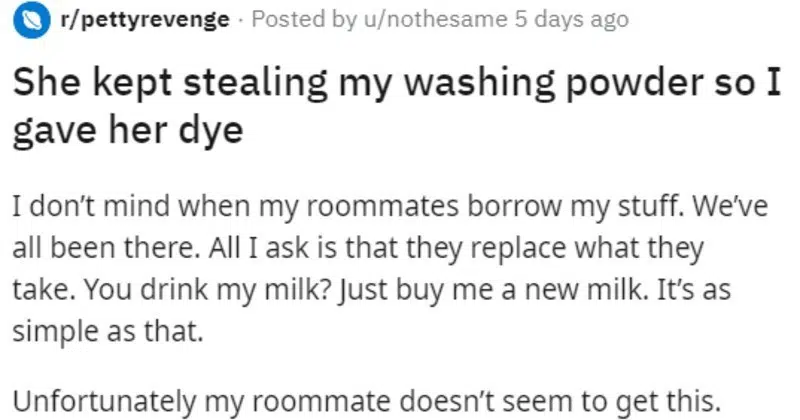 r/pettyrevenge · Posted by u/nothesame 5 days ago
She kept stealing my washing powder so I
gave her dye
I don’t mind when my roommates borrow my stuff. We’ve
all been there. All I ask is that they replace what they
take. You drink my milk? Just buy me a new milk. It’s as
simple as that.
Unfortunately my roommate doesn’t seem to get this.